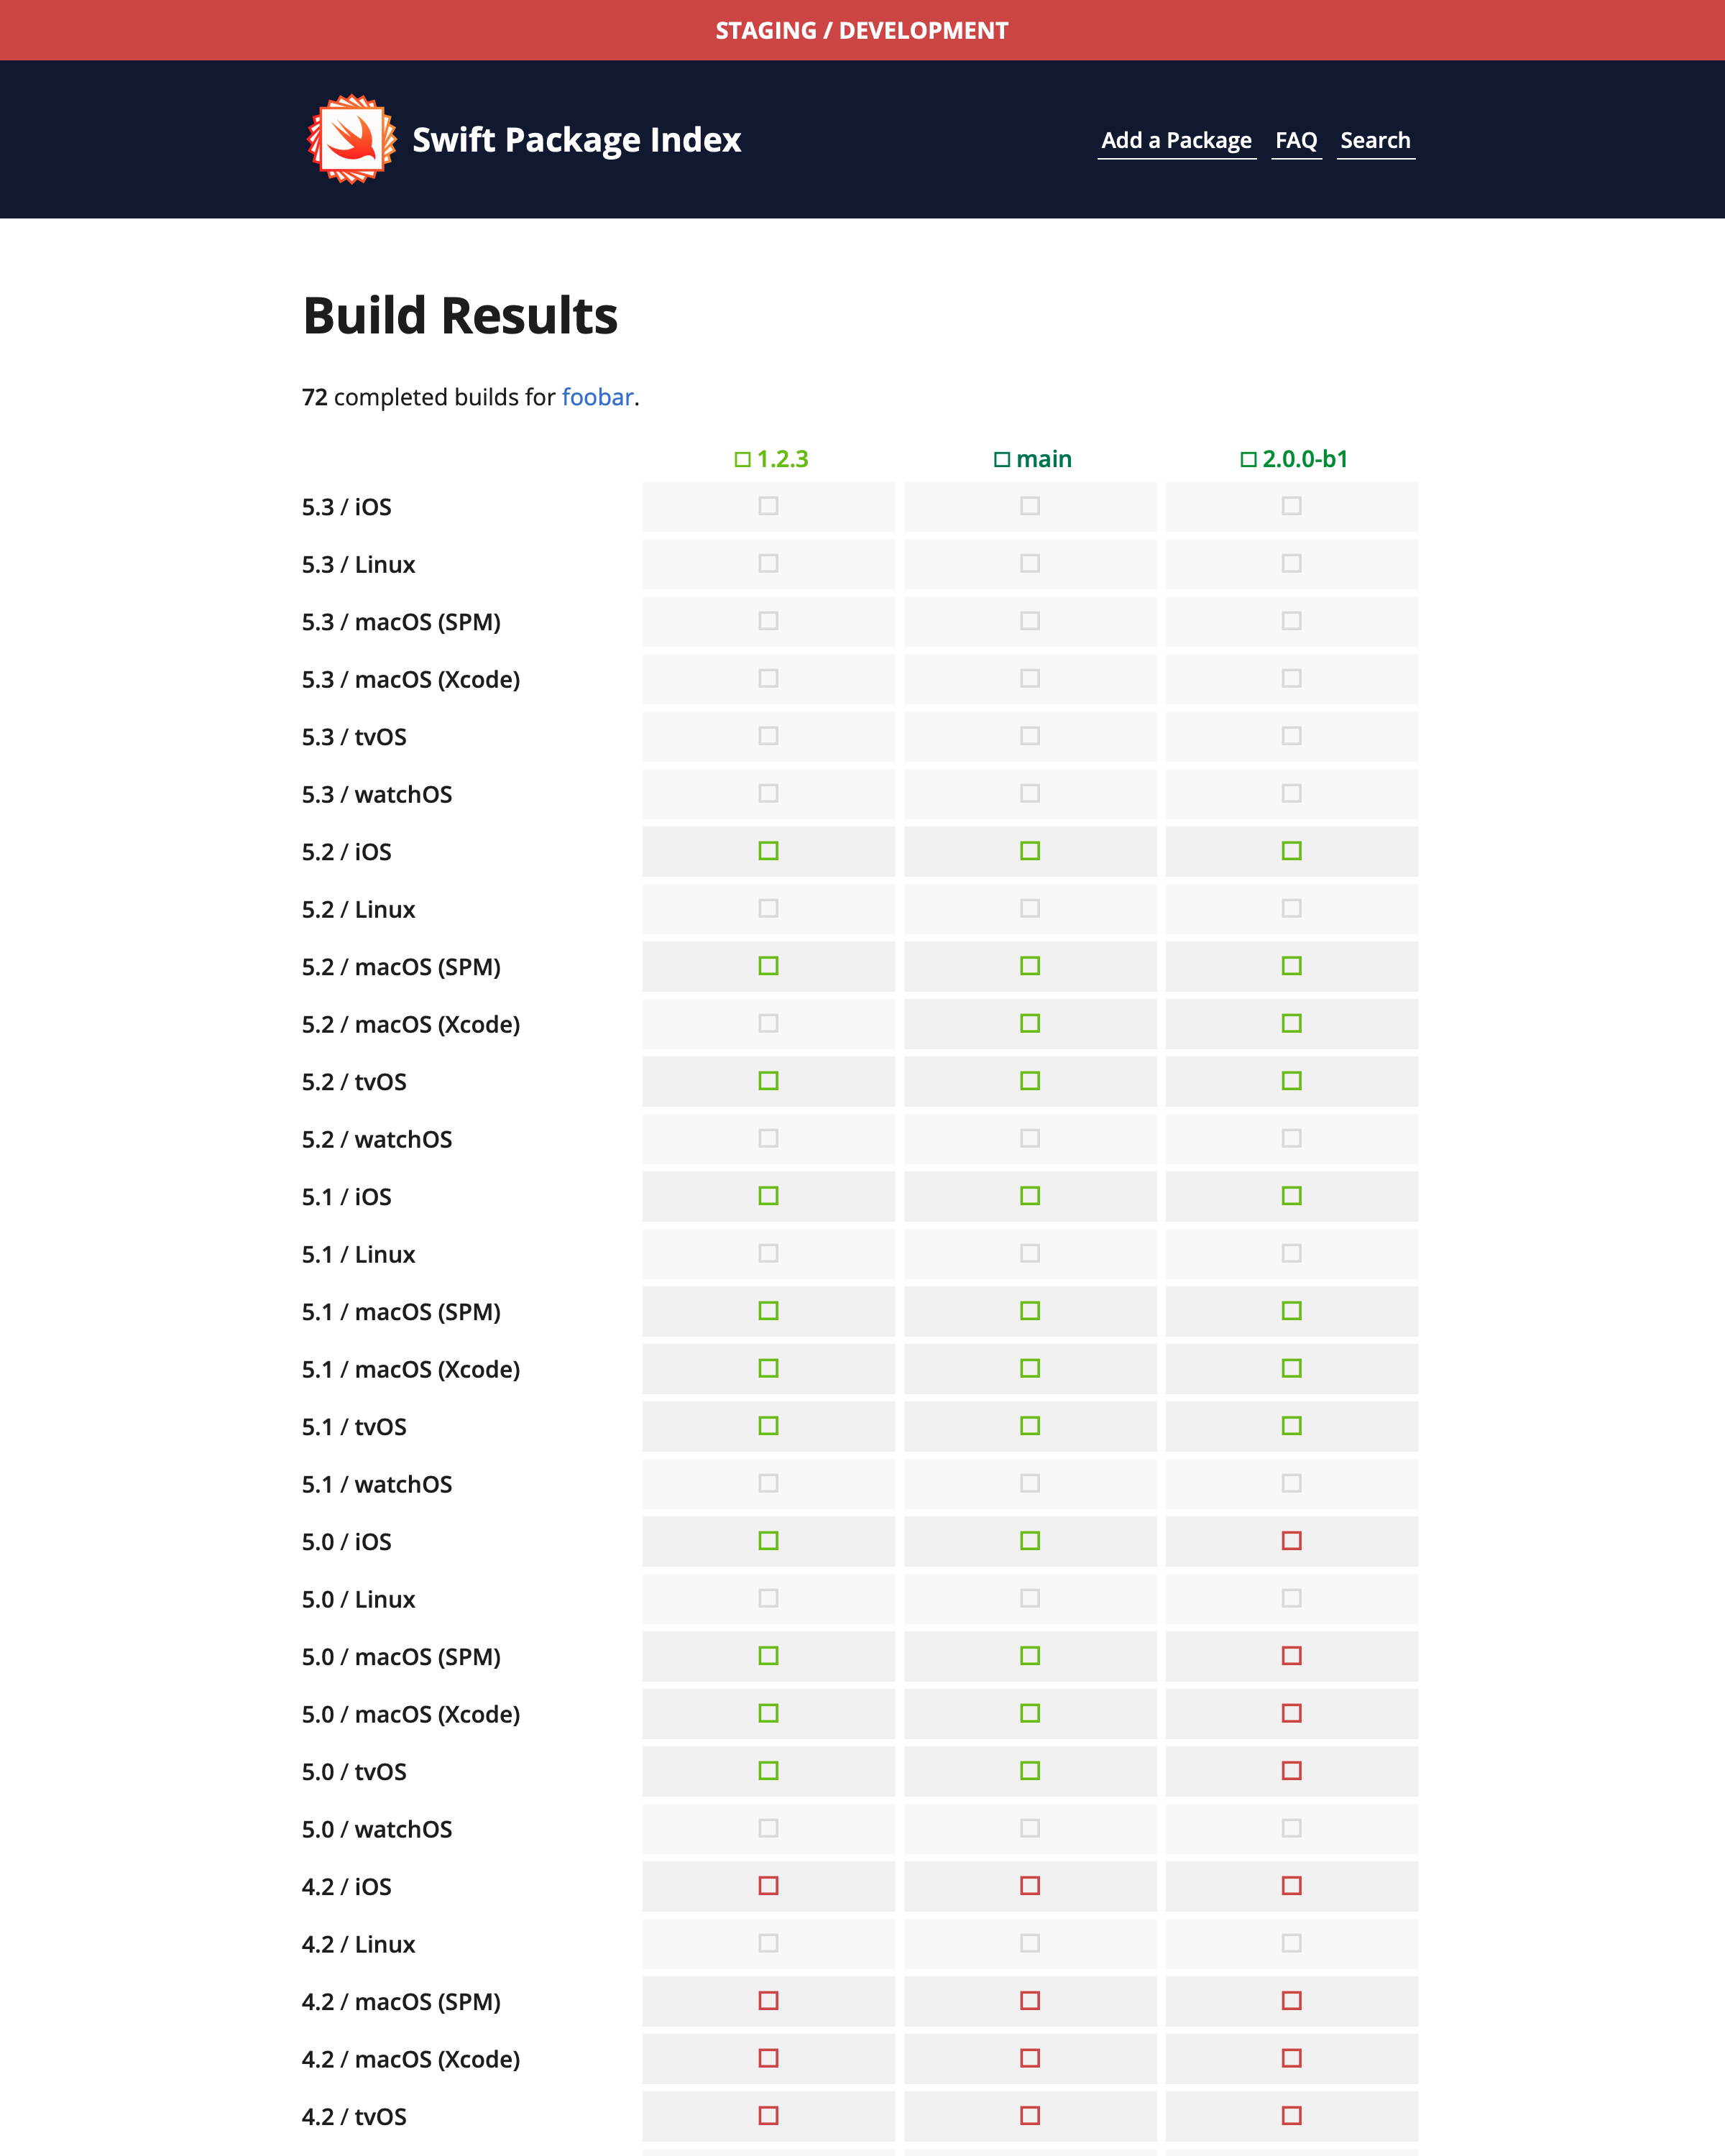 STAGING / DEVELOPMENT
Swift Package Index
Add a Package FAQ Search
Build Results
72 completed builds for foobar.
1.2.3 main 2.0.0-b1
5.3 / iOS
5.3 / Linux
5.3 / macOS (SPM)
5.3 / macOS (Xcode)
5.3 / tvOS
5.3 / watchOS
5.2 / iOS
5.2 / Linux
5.2 / macOS (SPM)
5.2 / macOS (Xcode)
5.2 / tvOS
5.2 / watchOS
5.1 / iOS
5.1 / Linux
5.1 / macOS (SPM)
5.1 / macOS (Xcode)
5.1 / tvOS
5.1 / watchOS
5.0 / iOS
5.0 / Linux
5.0 / macOS (SPM)
5.0 / macOS (Xcode)
5.0 / tvOS
5.0 / watchOS
4.2 / iOS
4.2 / Linux
4.2 / macOS (SPM)
4.2 / macOS (Xcode)
4.2 / tvOS